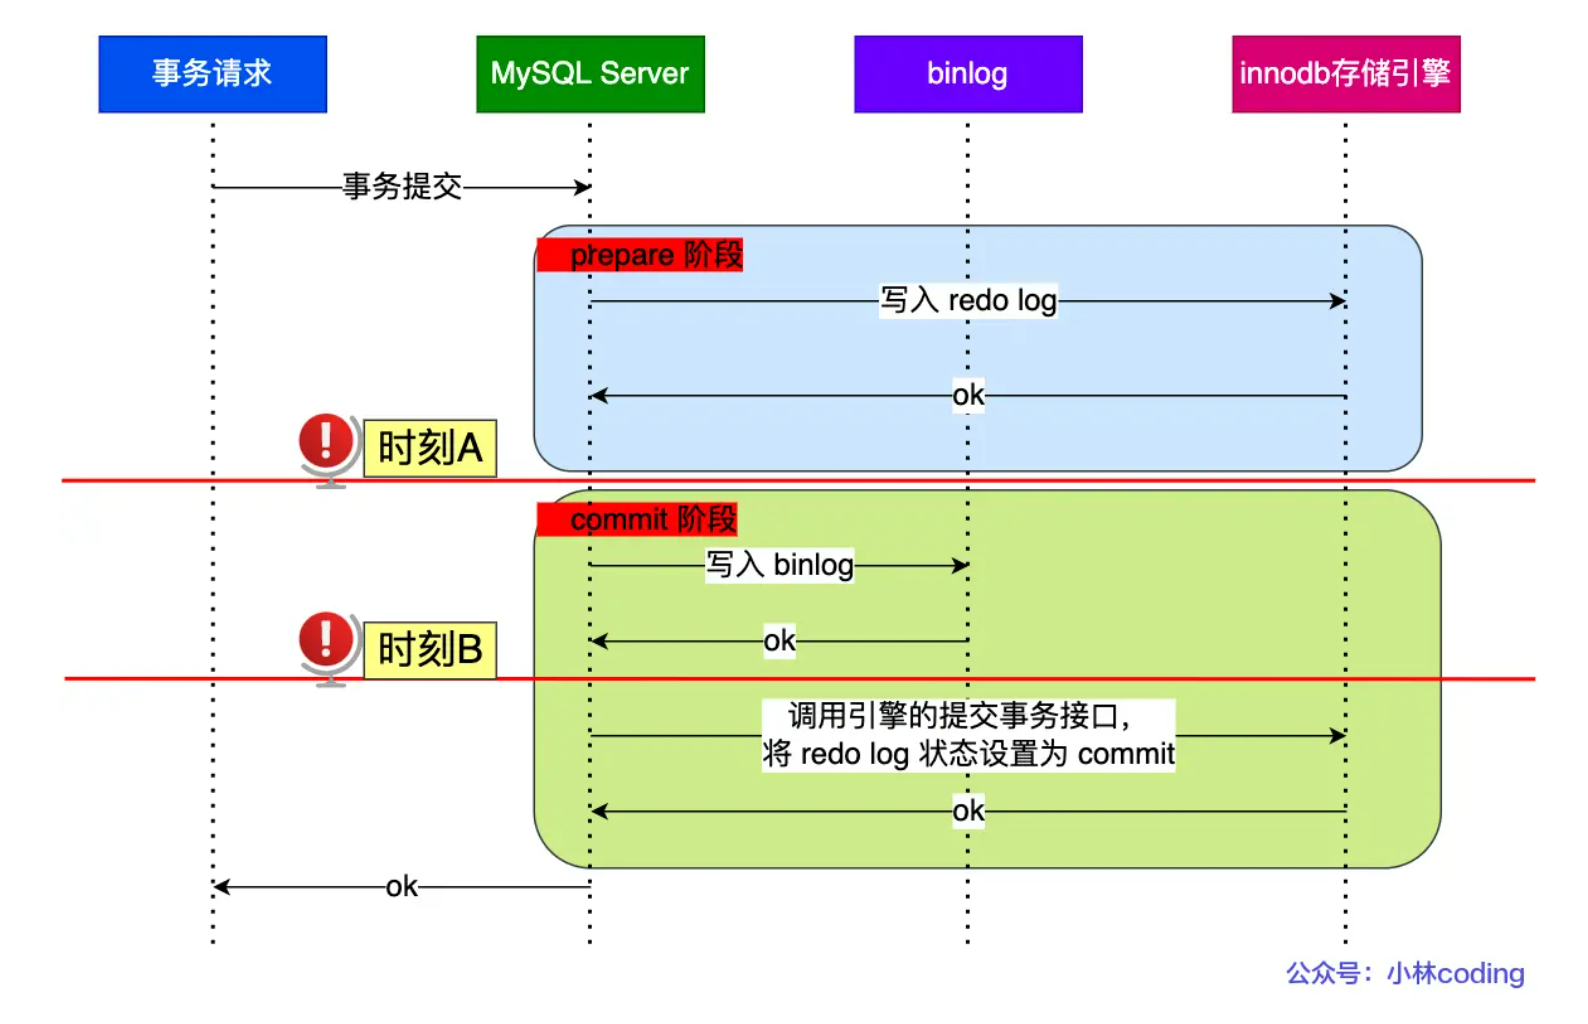 事务请求
MySQL Server
binlog
innodb存储引擎
事务提交
prepare 阶段
写入 redo log
ok
时刻A
commit 阶段
写入 binlog
ok
时刻B
调用引擎的提交事务接口，
将 redo log 状态设置为 commit
ok
ok
公众号：小林coding